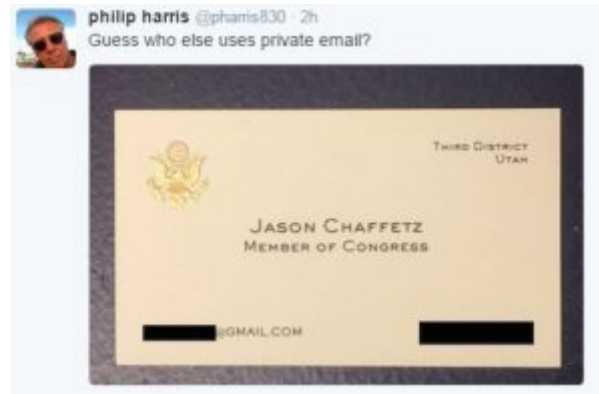 philip harris @pharris830 · 2h
Guess who else uses private email?
THIRD DISTRICT
UTAH
JASON CHAFFETZ
MEMBER OF CONGRESS
@GMAIL.COM